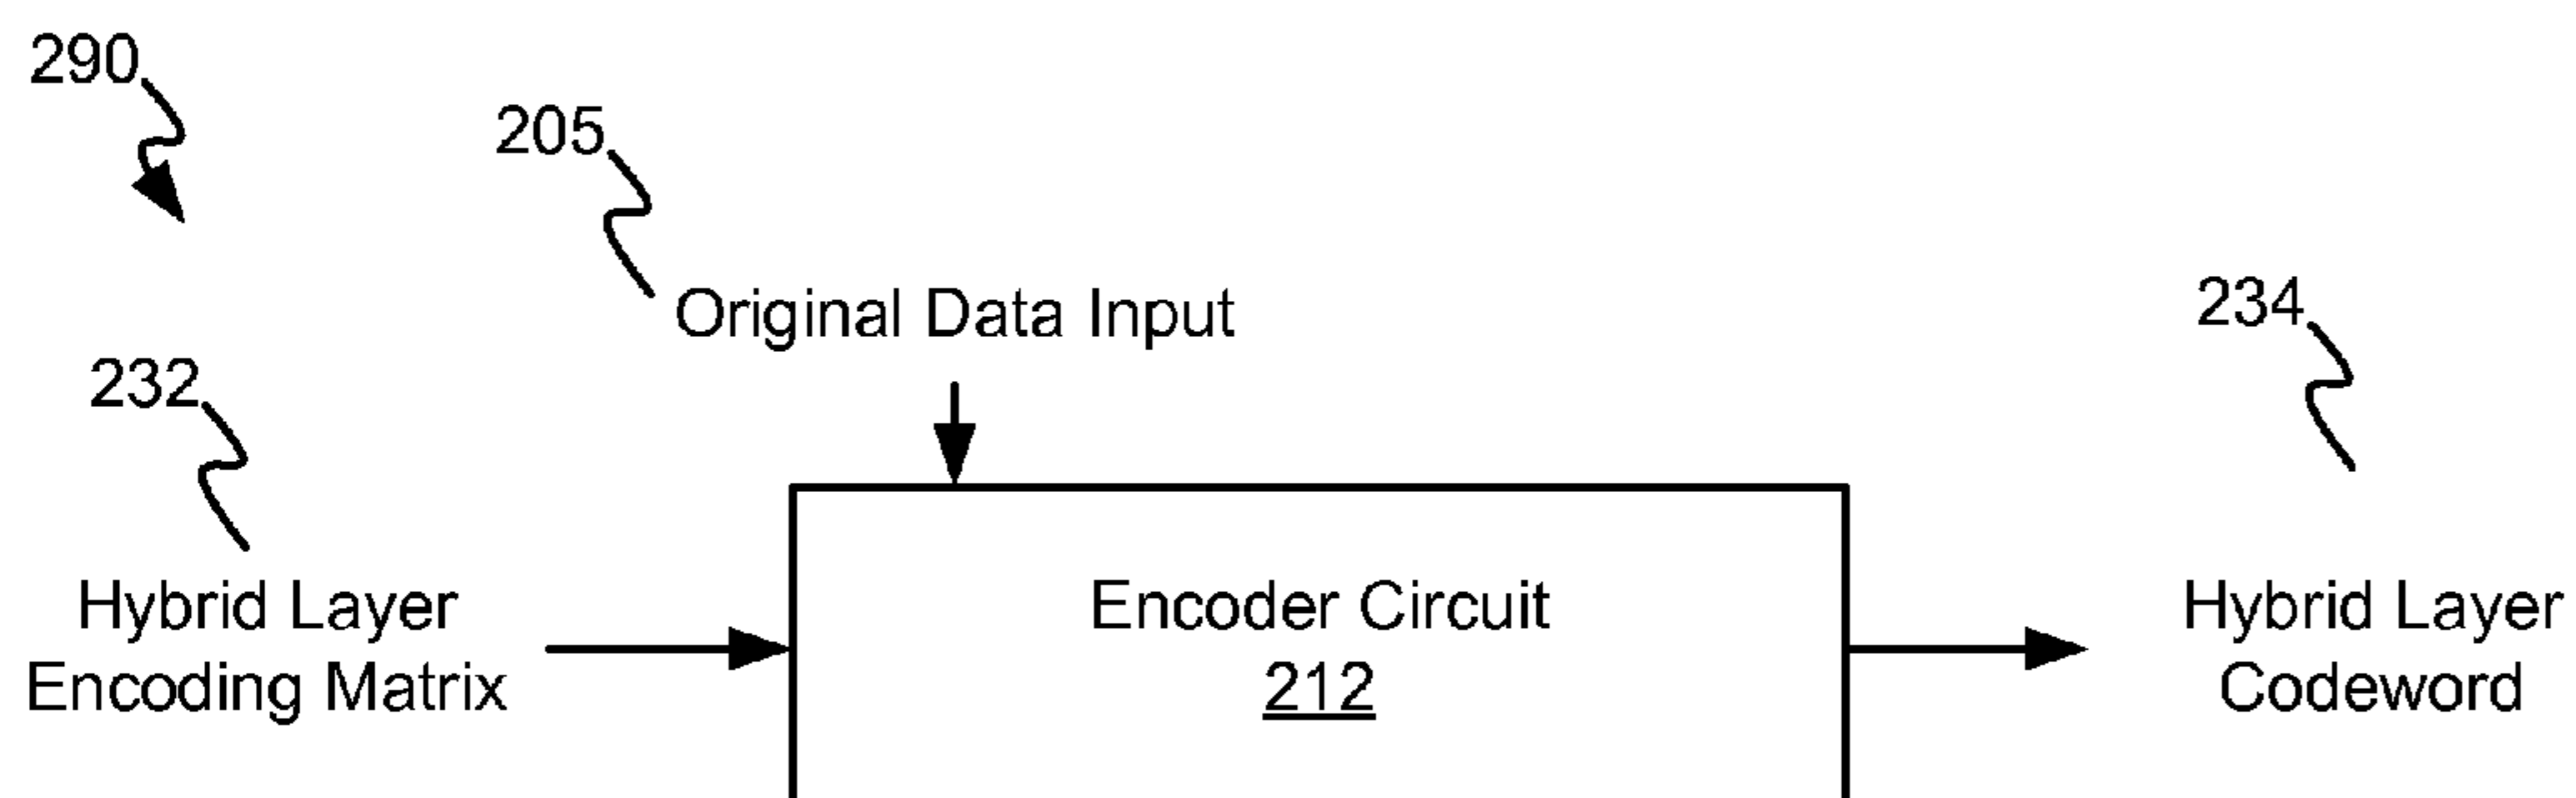 290
205
Original Data Input
234
232
Hybrid Layer
Encoding Matrix
Encoder Circuit
212
Hybrid Layer
Codeword